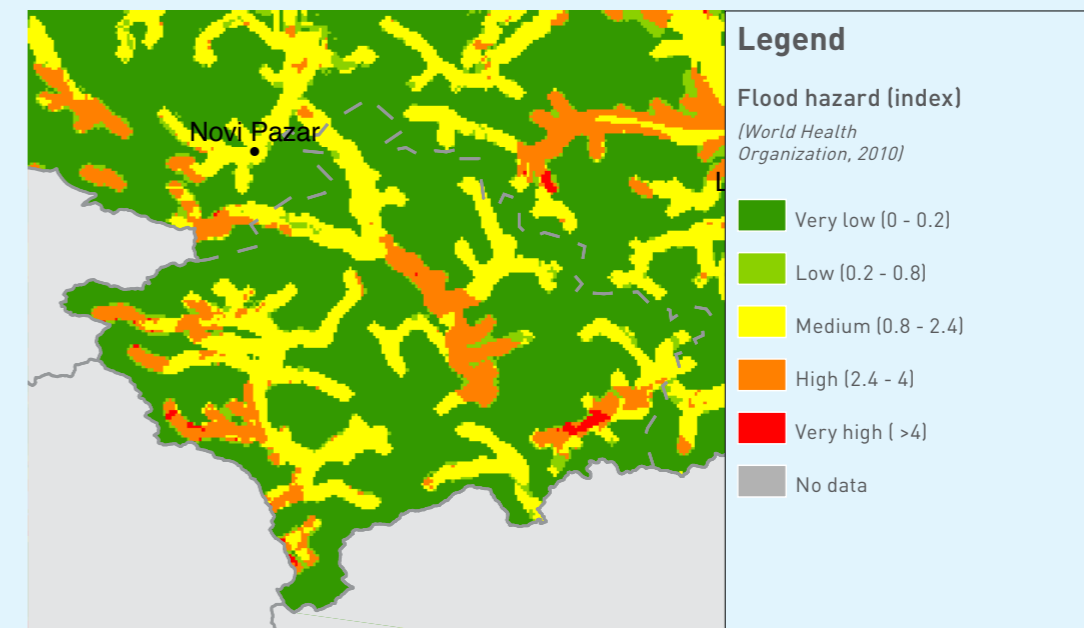 Novi Pazar
L
Legend
Flood hazard (index)
(World Health
Organization, 2010)
Very low (0 - 0.2)
Low (0.2 - 0.8)
Medium (0.8 - 2.4)
High (2.4 - 4)
Very high ( >4)
No data